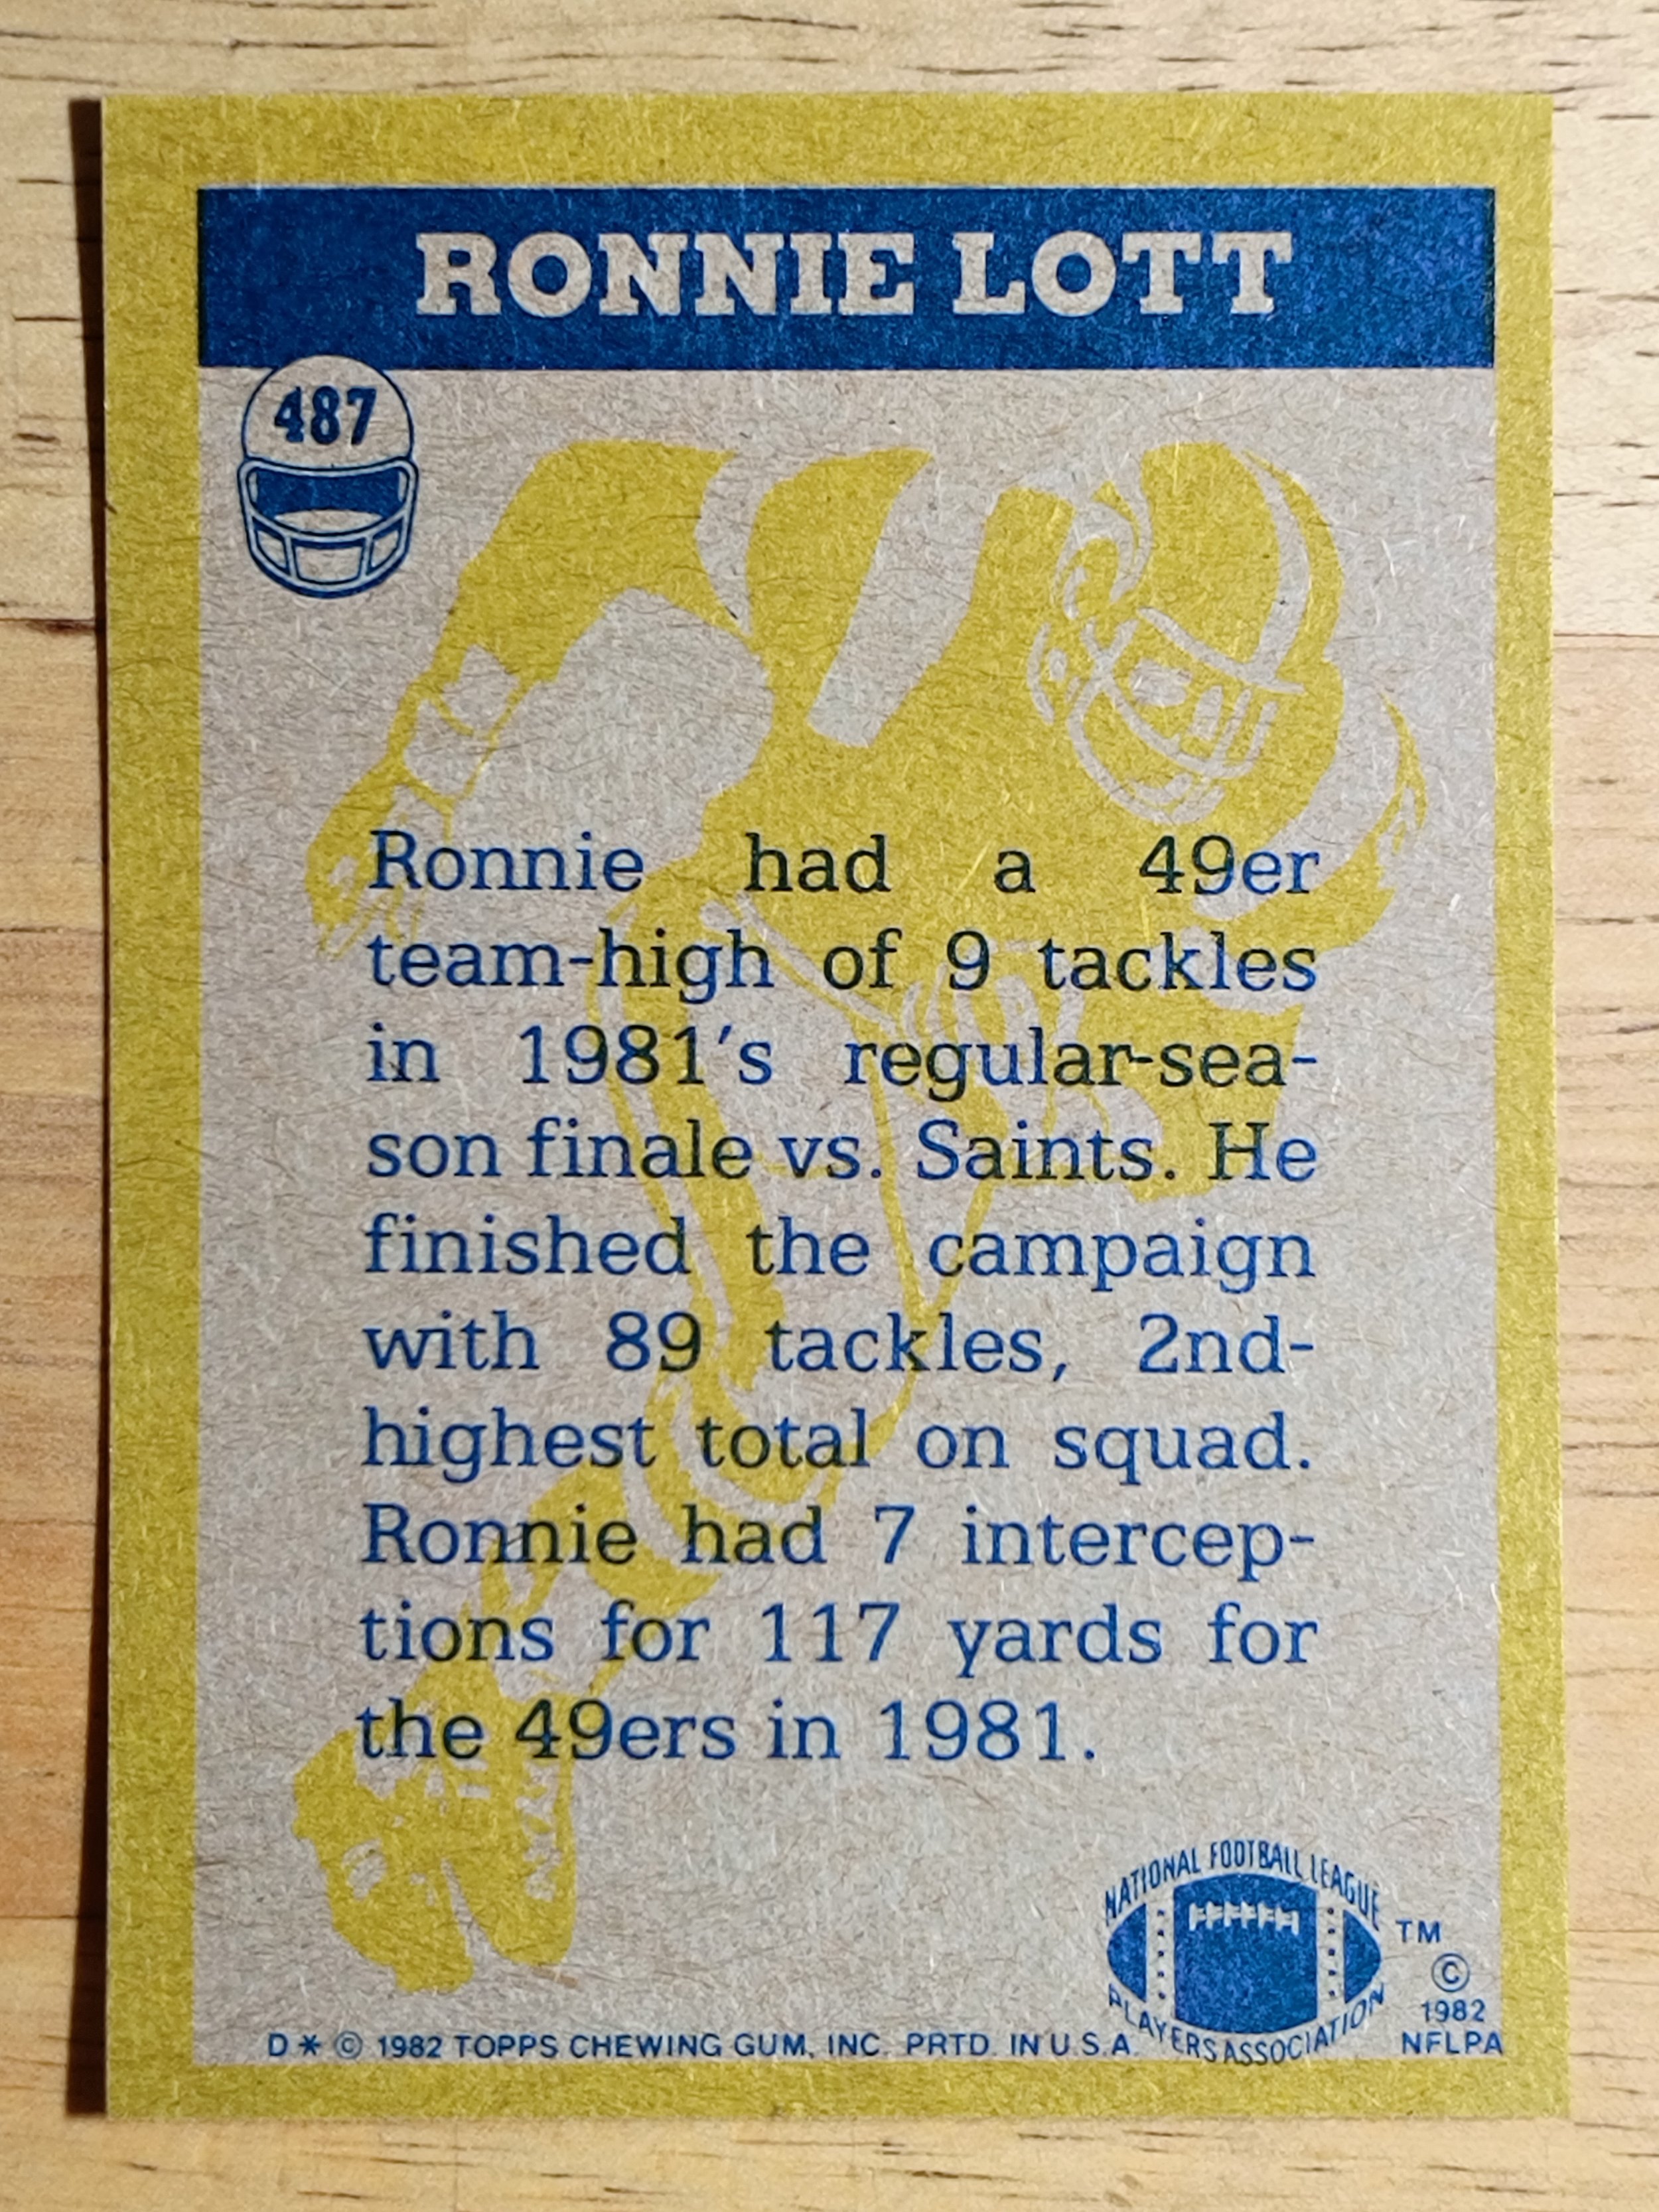 RONNIE LOTT
487
Ronnie had a 49er
team-high of 9 tackles
in 1981's regular-sea-
son finale vs. Saints. He
finished the campaign
with 89 tackles, 2nd-
highest total on squad.
Ronnie had 7 intercep-
tions for 117 yards for
the 49ers in 1981.
NATIONAL FOOTBALL LEAGUE
PLAYERS ASSOCIATION
TM
©
1982
NFLPA
D * © 1982 TOPPS CHEWING GUM, INC. PRTD. IN U.S.A.